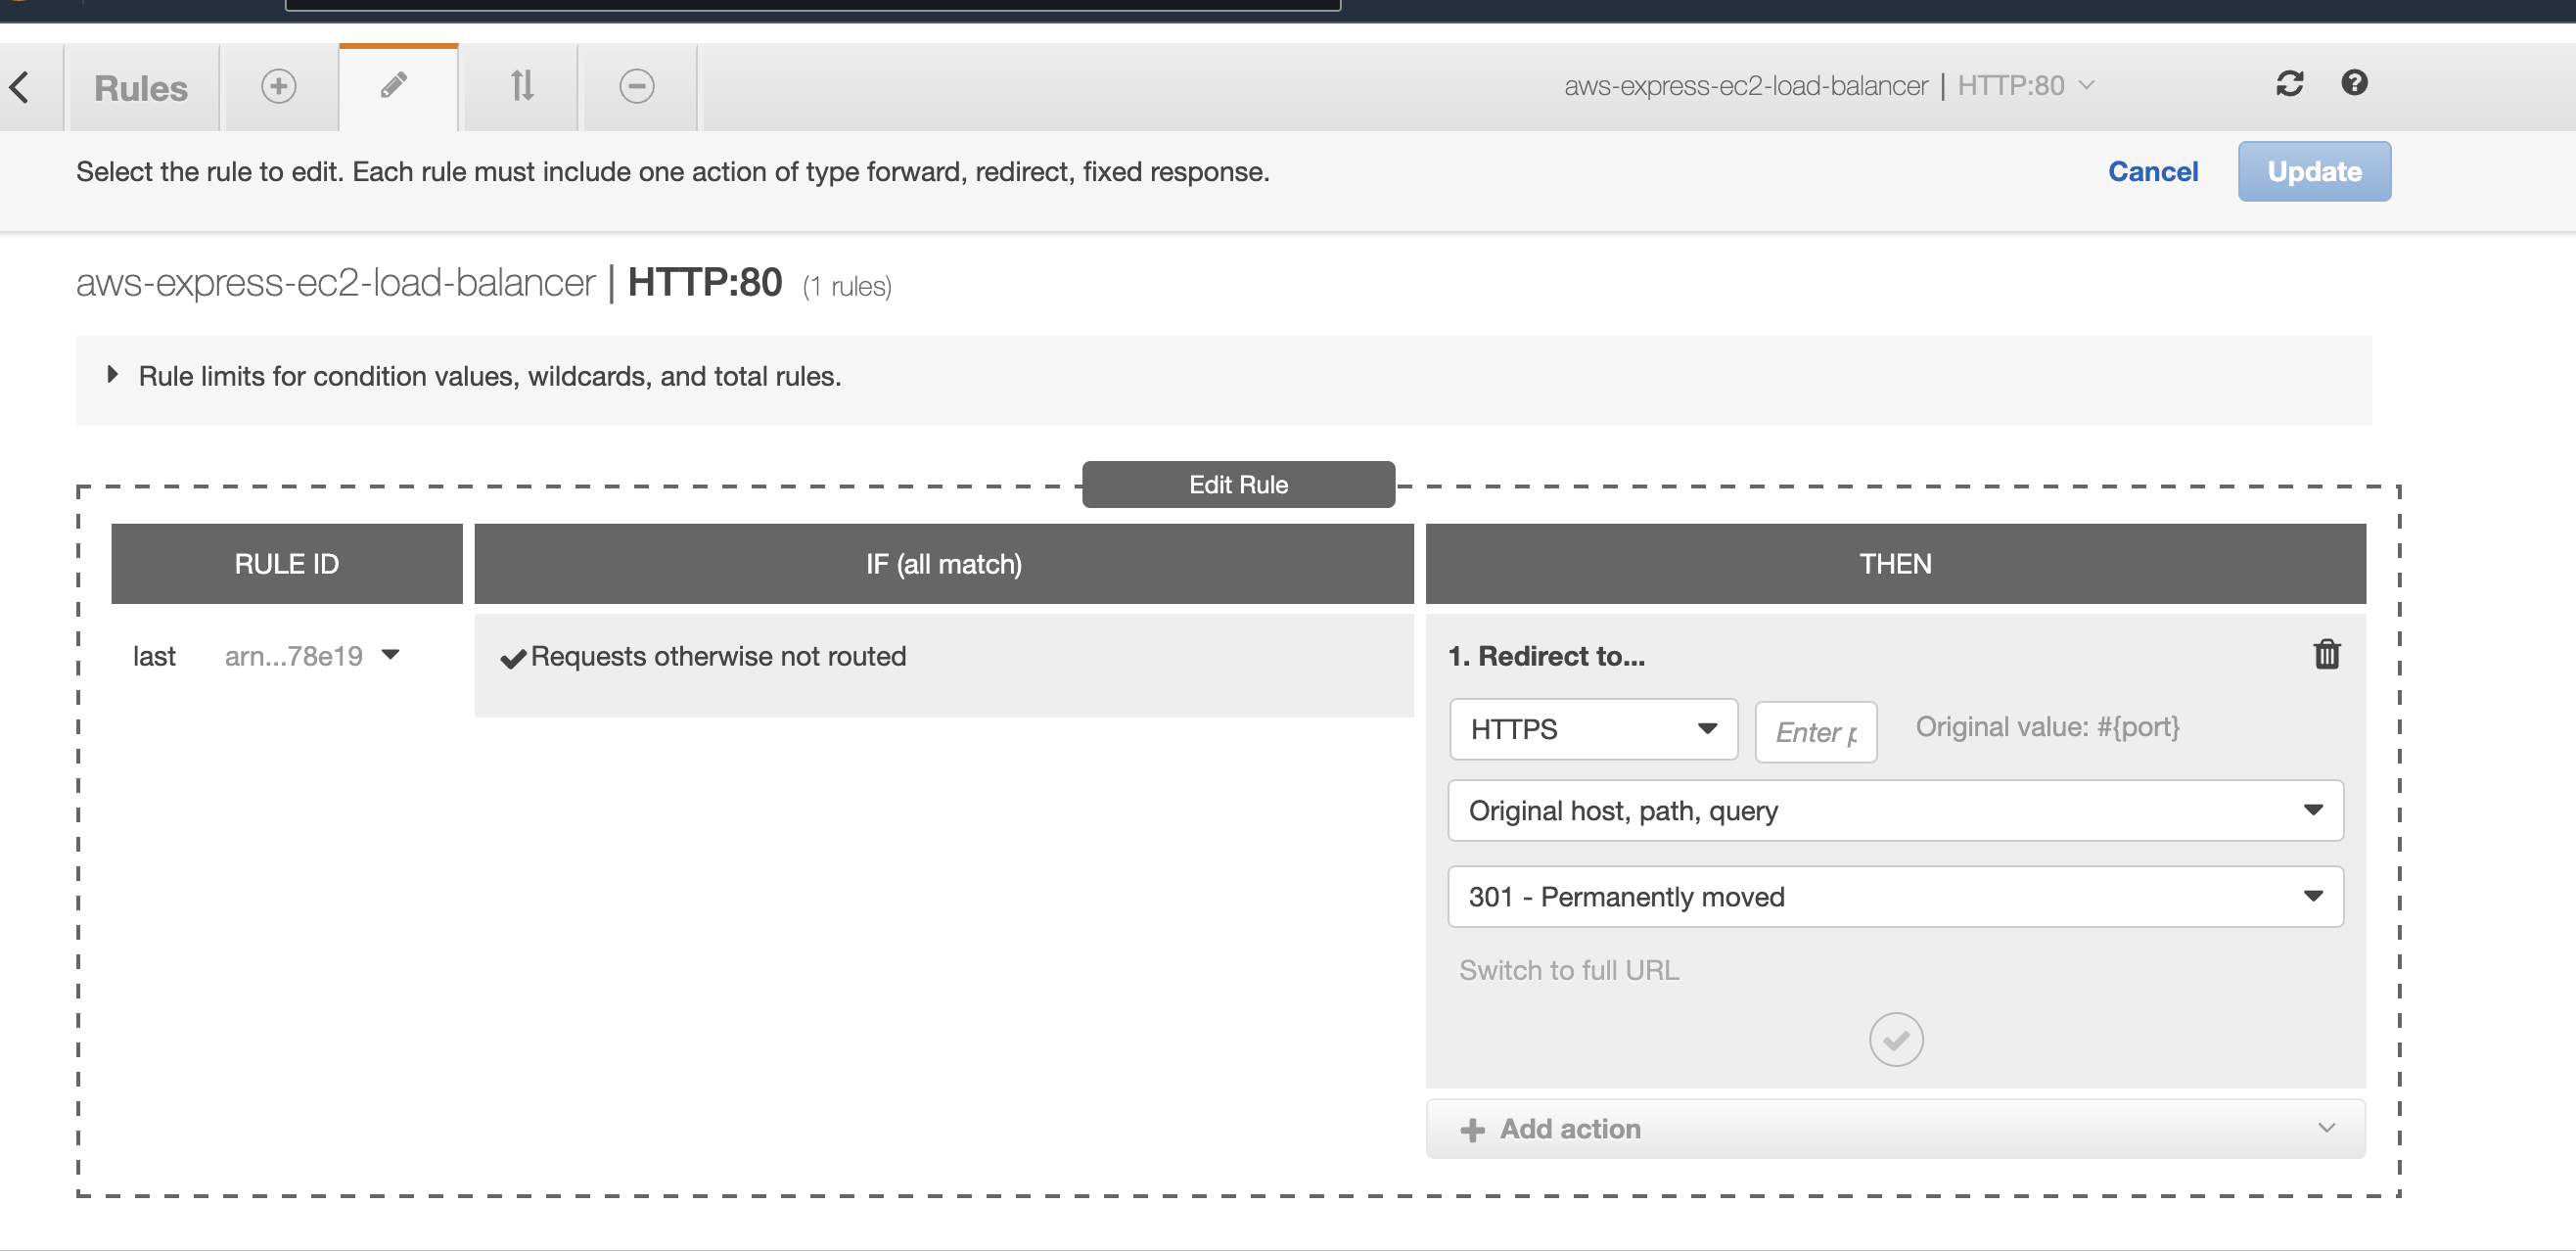 Rules
aws-express-ec2-load-balancer | HTTP:80
Select the rule to edit. Each rule must include one action of type forward, redirect, fixed response.
Cancel
Update
aws-express-ec2-load-balancer | HTTP:80 (1 rules)
Rule limits for condition values, wildcards, and total rules.
Edit Rule
RULE ID
IF (all match)
THEN
last
arn...78e19
Requests otherwise not routed
1. Redirect to...
HTTPS
Enter
Original value: #{port}
Original host, path, query
301 - Permanently moved
Switch to full URL
Add action